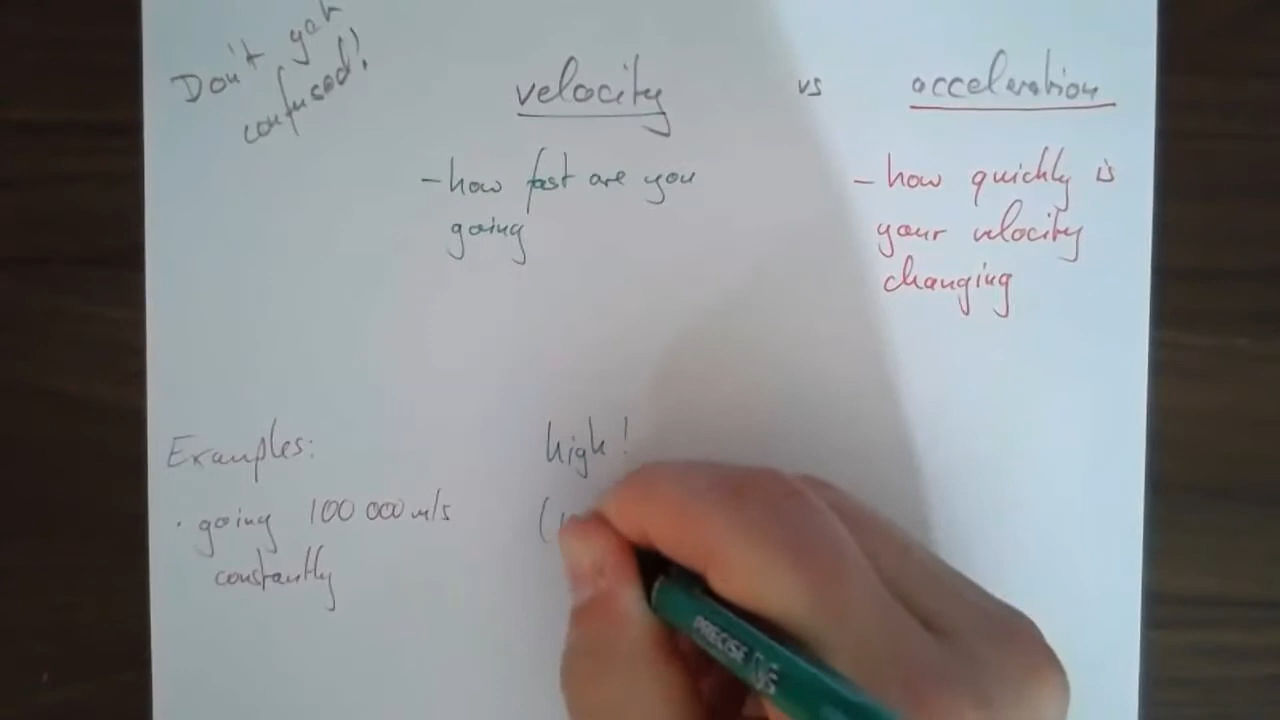 Don't get
confused!
velocity vs acceleration
- how fast are you
going
- how quickly is
your velocity
changing
Examples:
· going 100 000 m/s
constantly
high!
(
PRECISE V5